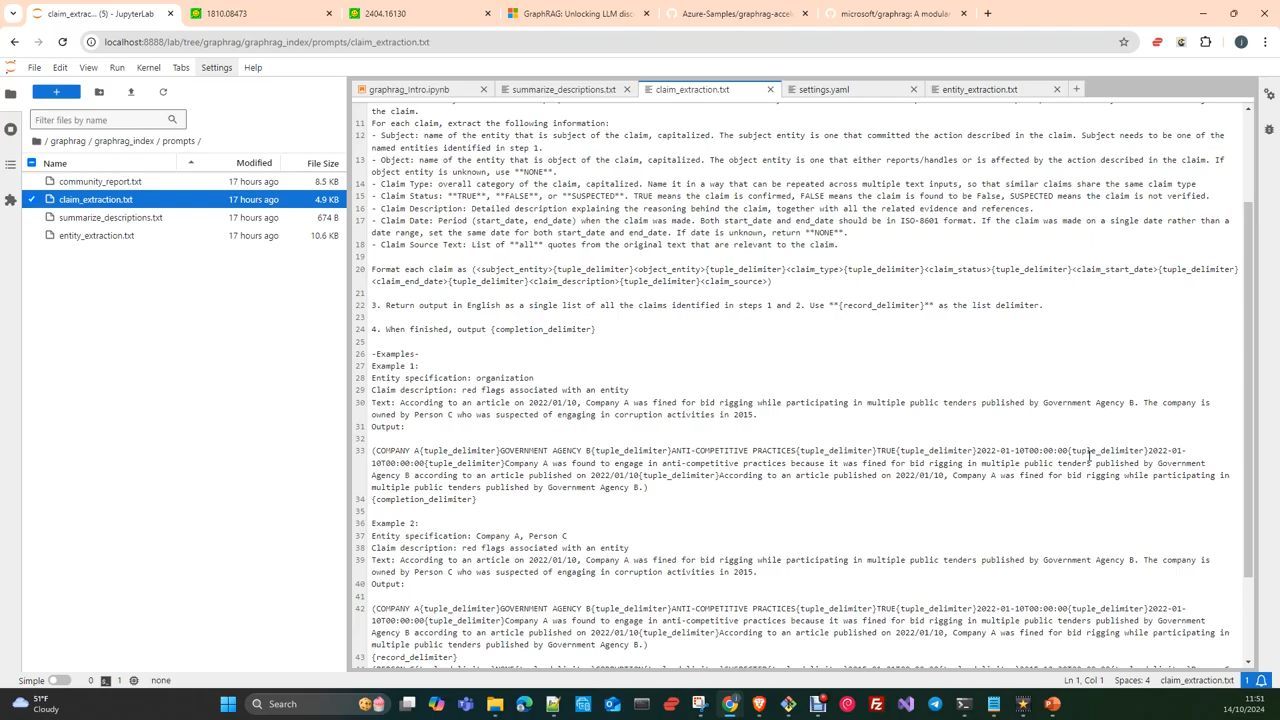 claim_extrac... (5) - JupyterLab
1810.08473
2404.16130
GraphRAG: Unlocking LLM disc
Azure-Samples/graphrag-accele
microsoft/graphrag: A modular
localhost:8888/lab/tree/graphrag/graphrag_index/prompts/claim_extraction.txt
File Edit View Run Kernel Tabs Settings Help
graphrag_Intro.ipynb
summarize_descriptions.txt
claim_extraction.txt
settings.yaml
entity_extraction.txt
Filter files by name
/ graphrag / graphrag_index / prompts /
Name Modified File Size
community_report.txt 17 hours ago 8.5 KB
claim_extraction.txt 17 hours ago 4.9 KB
summarize_descriptions.txt 17 hours ago 674 B
entity_extraction.txt 17 hours ago 10.6 KB
the claim.
11 For each claim, extract the following information:
12 - Subject: name of the entity that is subject of the claim, capitalized. The subject entity is one that committed the action described in the claim. Subject needs to be one of the
named entities identified in step 1.
13 - Object: name of the entity that is object of the claim, capitalized. The object entity is one that either reports/handles or is affected by the action described in the claim. If
object entity is unknown, use **NONE**.
14 - Claim Type: overall category of the claim, capitalized. Name it in a way that can be repeated across multiple text inputs, so that similar claims share the same claim type
15 - Claim Status: **TRUE**, **FALSE**, or **SUSPECTED**. TRUE means the claim is confirmed, FALSE means the claim is found to be False, SUSPECTED means the claim is not verified.
16 - Claim Description: Detailed description explaining the reasoning behind the claim, together with all the related evidence and references.
17 - Claim Date: Period (start_date, end_date) when the claim was made. Both start_date and end_date should be in ISO-8601 format. If the claim was made on a single date rather than a
date range, set the same date for both start_date and end_date. If date is unknown, return **NONE**.
18 - Claim Source Text: List of **all** quotes from the original text that are relevant to the claim.
19
20 Format each claim as (<subject_entity>{tuple_delimiter}<object_entity>{tuple_delimiter}<claim_type>{tuple_delimiter}<claim_status>{tuple_delimiter}<claim_start_date>{tuple_delimiter}
<claim_end_date>{tuple_delimiter}<claim_description>{tuple_delimiter}<claim_source>)
21
22 3. Return output in English as a single list of all the claims identified in steps 1 and 2. Use **{record_delimiter}** as the list delimiter.
23
24 4. When finished, output {completion_delimiter}
25
26 -Examples-
27 Example 1:
28 Entity specification: organization
29 Claim description: red flags associated with an entity
30 Text: According to an article on 2022/01/10, Company A was fined for bid rigging while participating in multiple public tenders published by Government Agency B. The company is
owned by Person C who was suspected of engaging in corruption activities in 2015.
31 Output:
32
33 (COMPANY A{tuple_delimiter}GOVERNMENT AGENCY B{tuple_delimiter}ANTI-COMPETITIVE PRACTICES{tuple_delimiter}TRUE{tuple_delimiter}2022-01-10T00:00:00{tuple_delimiter}2022-01-
10T00:00:00{tuple_delimiter}Company A was found to engage in anti-competitive practices because it was fined for bid rigging in multiple public tenders published by Government
Agency B according to an article published on 2022/01/10{tuple_delimiter}According to an article published on 2022/01/10, Company A was fined for bid rigging while participating in
multiple public tenders published by Government Agency B.)
34 {completion_delimiter}
35
36 Example 2:
37 Entity specification: Company A, Person C
38 Claim description: red flags associated with an entity
39 Text: According to an article on 2022/01/10, Company A was fined for bid rigging while participating in multiple public tenders published by Government Agency B. The company is
owned by Person C who was suspected of engaging in corruption activities in 2015.
40 Output:
41
42 (COMPANY A{tuple_delimiter}GOVERNMENT AGENCY B{tuple_delimiter}ANTI-COMPETITIVE PRACTICES{tuple_delimiter}TRUE{tuple_delimiter}2022-01-10T00:00:00{tuple_delimiter}2022-01-
10T00:00:00{tuple_delimiter}Company A was found to engage in anti-competitive practices because it was fined for bid rigging in multiple public tenders published by Government
Agency B according to an article published on 2022/01/10{tuple_delimiter}According to an article published on 2022/01/10, Company A was fined for bid rigging while participating in
multiple public tenders published by Government Agency B.)
43 {record_delimiter}
Simple 0 1 none
Ln 1, Col 1 Spaces: 4 claim_extraction.txt 1
51°F
Cloudy
Search
11:51
14/10/2024